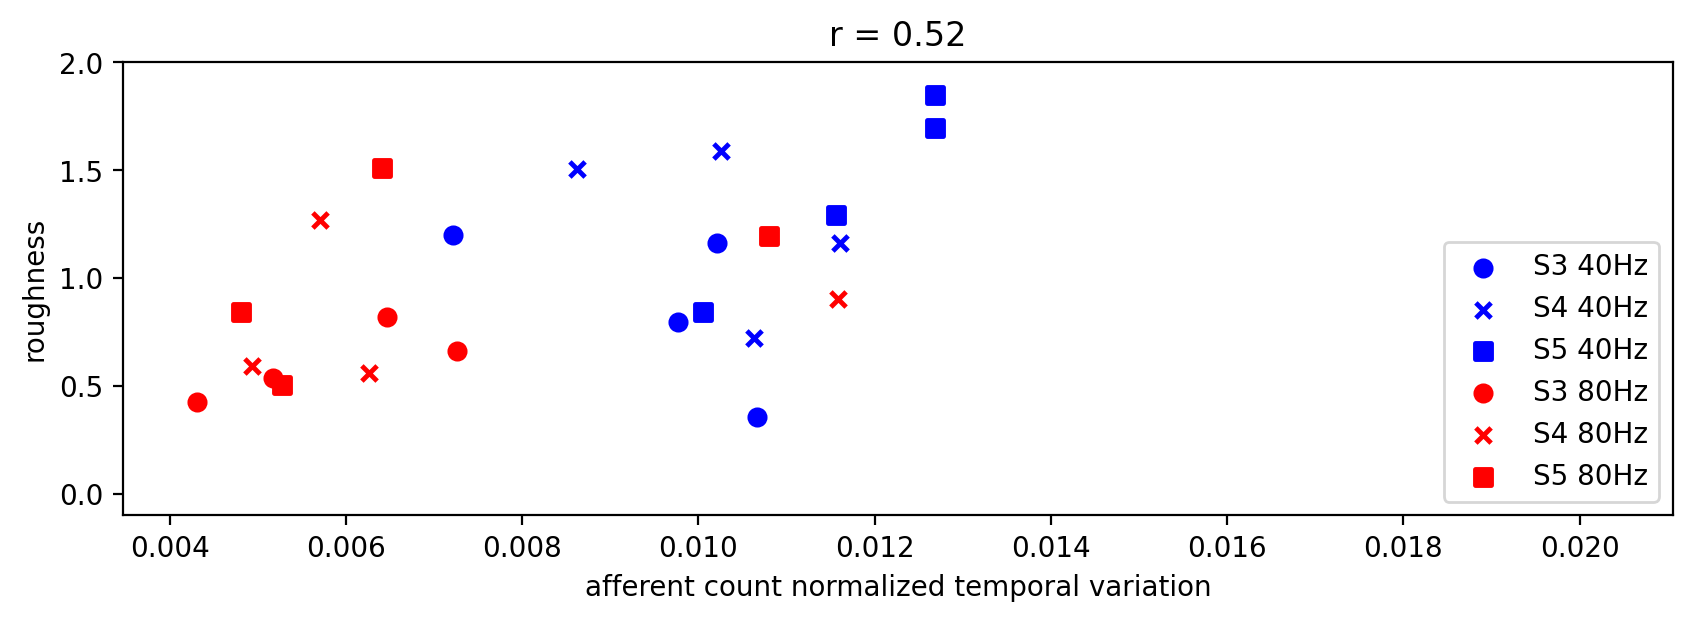 r = 0.52
2.0
1.5
1.0
0.5
0.0
roughness
S3 40Hz
S4 40Hz
S5 40Hz
S3 80Hz
S4 80Hz
S5 80Hz
0.004 0.006 0.008 0.010 0.012 0.014 0.016 0.018 0.020
afferent count normalized temporal variation